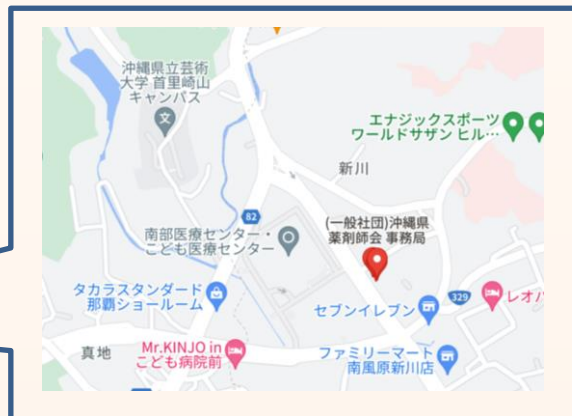 沖縄県立芸術
大学 首里崎山
キャンパス
エナジックスポーツ
ワールドサザン ヒル…
新川
82
南部医療センター・
こども医療センター
(一般社団)沖縄県
薬剤師会 事務局
タカラスタンダード
那覇ショールーム
329
セブンイレブン
レオパ
真地
Mr.KINJO in
こども病院前
ファミリーマート
南風原新川店